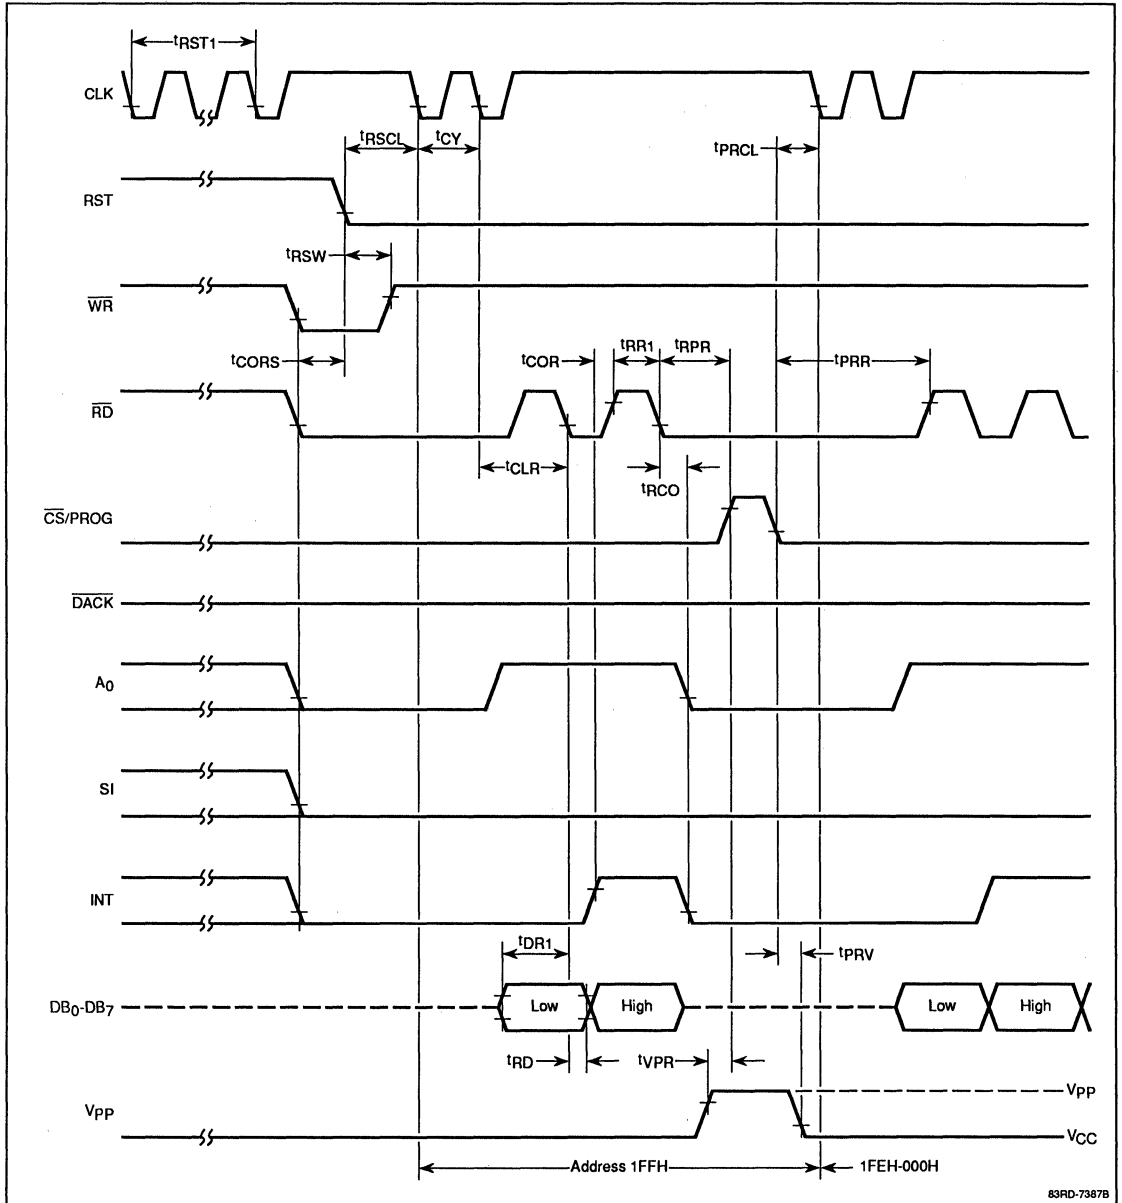 tRST1
CLK
tRSCL
tCY
tPRCL
RST
tRSW
WR
tCORS
tCOR
tRR1
tRPR
tPRR
RD
tCLR
tRCO
CS/PROG
DACK
A0
SI
INT
tDR1
tPRV
DB0-DB7
Low
High
Low
High
tRD
tVPR
VPP
VPP
VCC
Address 1FFH
1FEH-000H
83RD-7387B